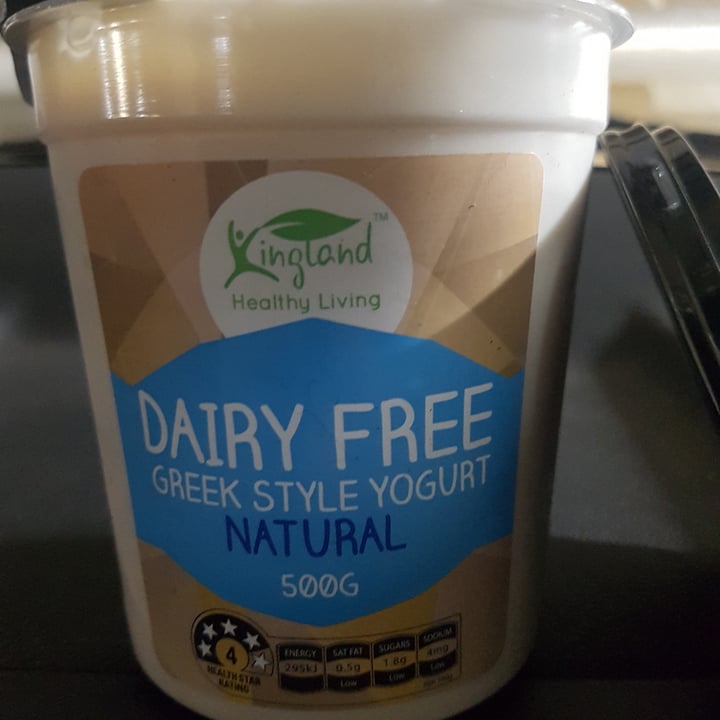 Kingland™
Healthy Living
DAIRY FREE
GREEK STYLE YOGURT
NATURAL
500G
4
HEALTH STAR
RATING
ENERGY SAT FAT SUGARS SODIUM
295kJ 0.5g 1.8g 4mg
Low Low Low